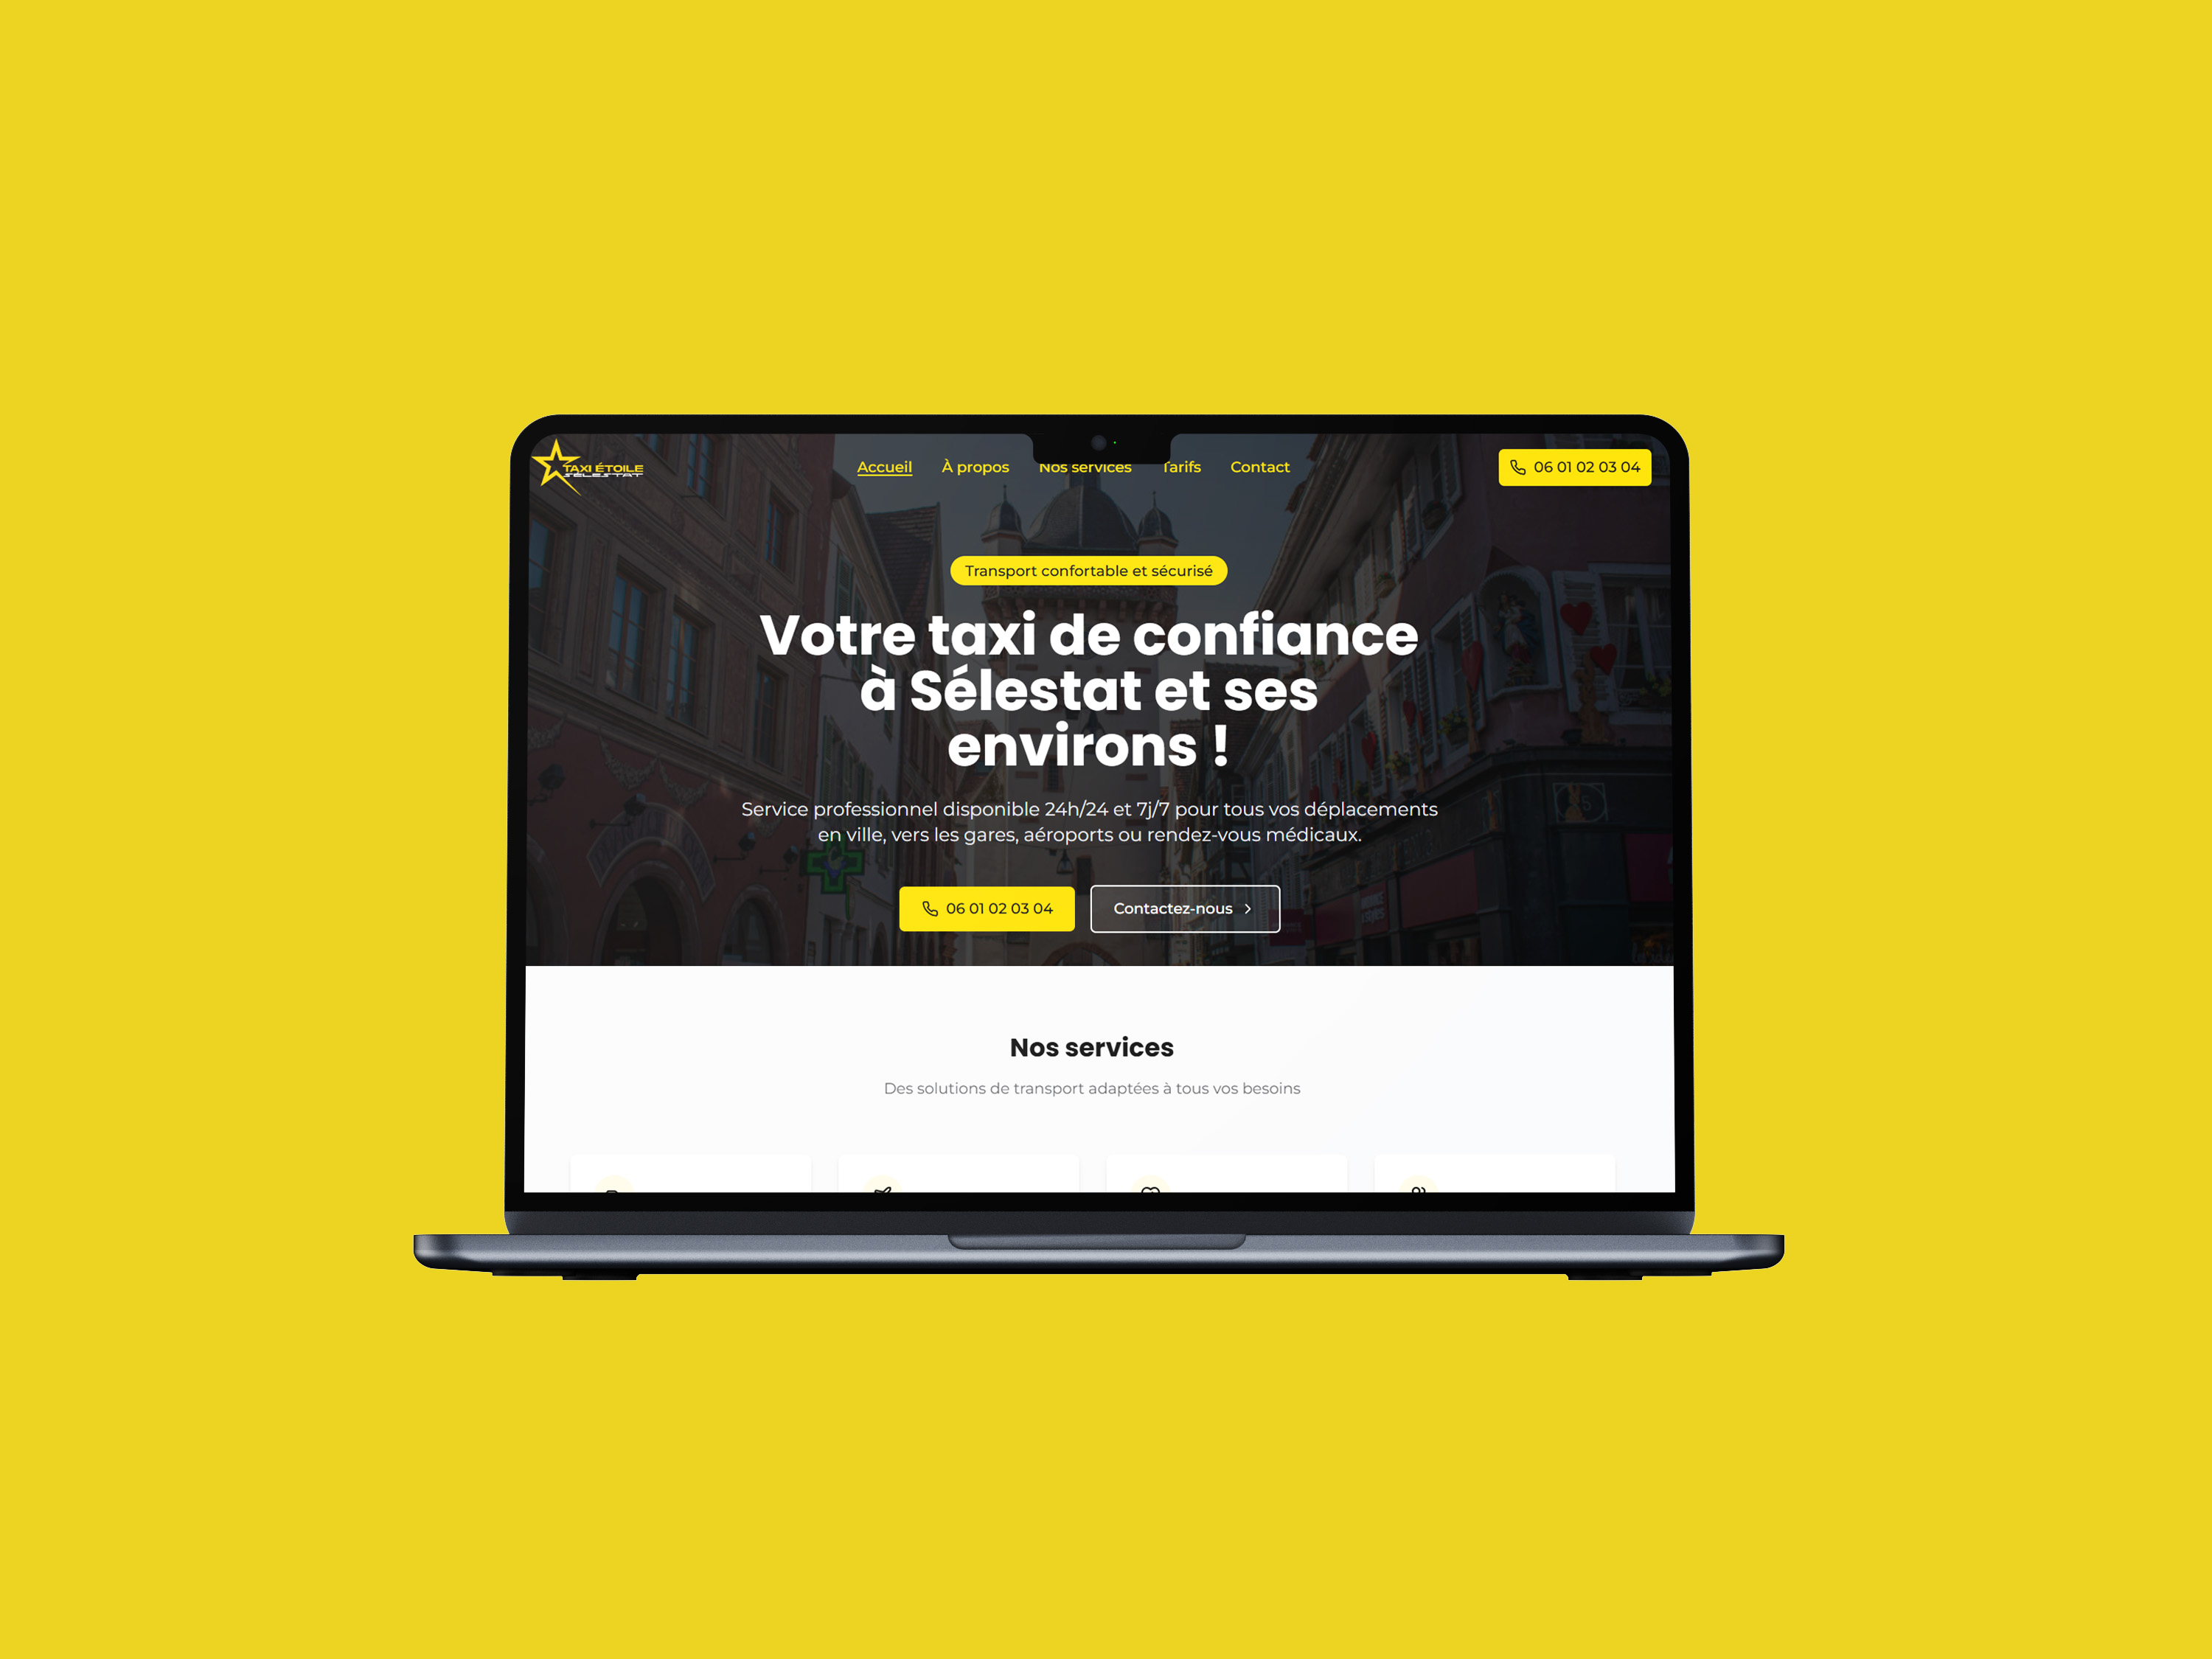 TAXI ÉTOILE
SÉLESTAT
Accueil À propos Nos services Tarifs Contact
06 01 02 03 04
Transport confortable et sécurisé
Votre taxi de confiance
à Sélestat et ses
environs !
Service professionnel disponible 24h/24 et 7j/7 pour tous vos déplacements
en ville, vers les gares, aéroports ou rendez-vous médicaux.
06 01 02 03 04
Contactez-nous
Nos services
Des solutions de transport adaptées à tous vos besoins